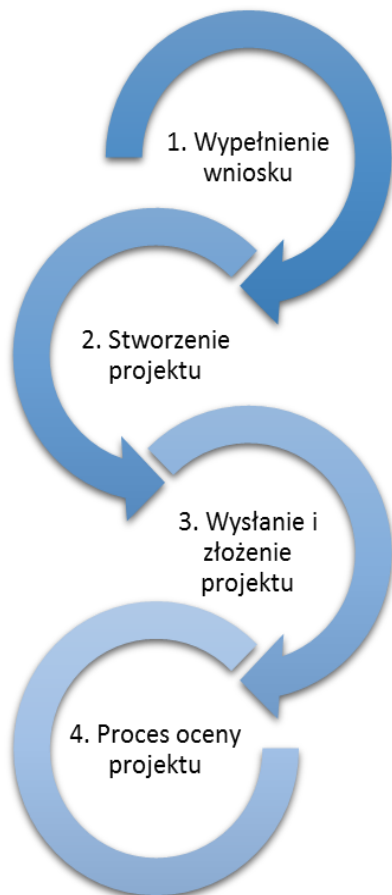 1. Wypełnienie
wniosku
2. Stworzenie
projektu
3. Wysłanie i
złożenie
projektu
4. Proces oceny
projektu